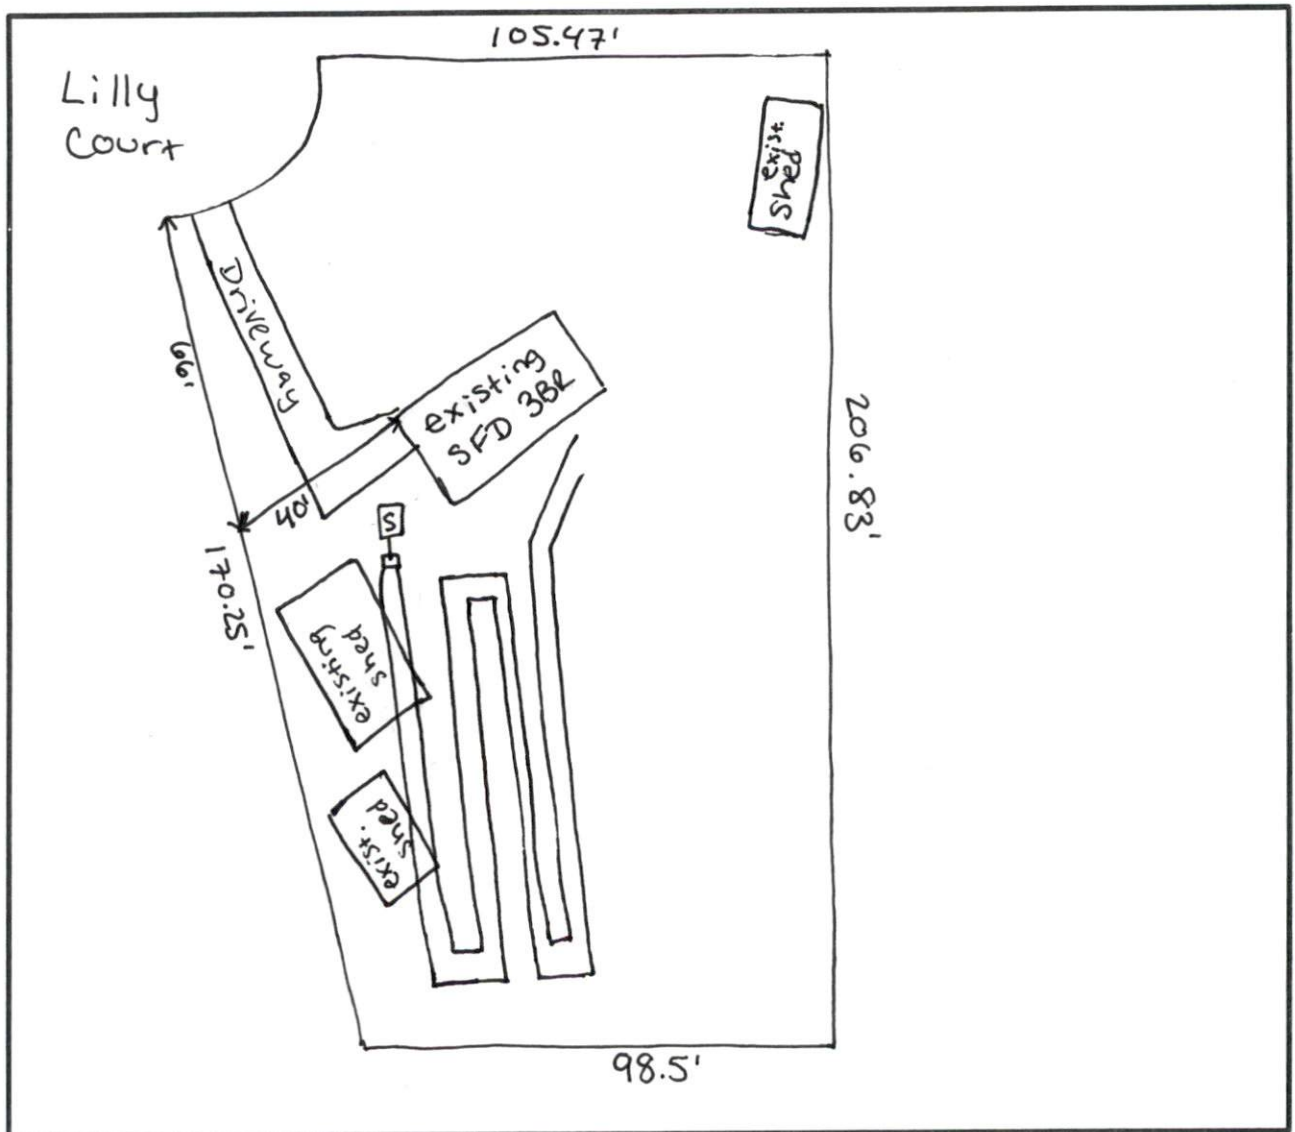 105.47'
Lilly
Court
exist.
Shed
Driveway
66'
existing
SFD 3BR
206.83'
40'
S
170.25'
existing
shed
exist.
shed
98.5'